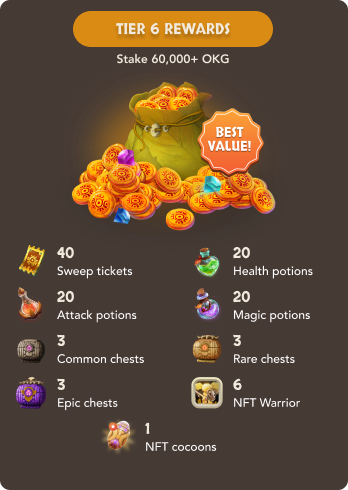 TIER 6 REWARDS
Stake 60,000+ OKG
BEST
VALUE!
40
Sweep tickets
20
Health potions
20
Attack potions
20
Magic potions
3
Common chests
3
Rare chests
3
Epic chests
6
NFT Warrior
1
NFT cocoons